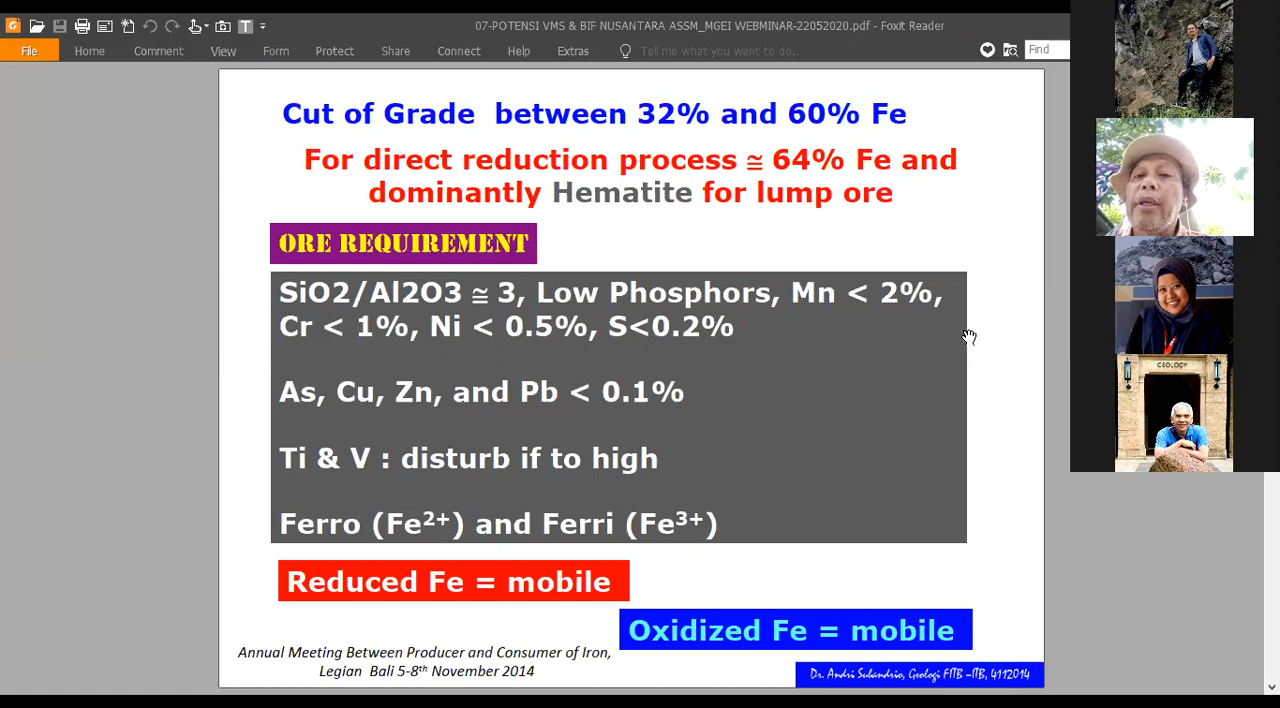 07-POTENSI VMS & BIF NUSANTARA ASSM_MGEI WEBMINAR-22052020.pdf - Foxit Reader
File Home Comment View Form Protect Share Connect Help Extras Tell me what you want to do.. Find
Cut of Grade between 32% and 60% Fe
For direct reduction process ≅ 64% Fe and
dominantly Hematite for lump ore
ORE REQUIREMENT
SiO2/Al2O3 ≅ 3, Low Phosphors, Mn < 2%,
Cr < 1%, Ni < 0.5%, S<0.2%
As, Cu, Zn, and Pb < 0.1%
Ti & V : disturb if to high
Ferro (Fe²⁺) and Ferri (Fe³⁺)
Reduced Fe = mobile
Oxidized Fe = mobile
Annual Meeting Between Producer and Consumer of Iron,
Legian Bali 5-8th November 2014
Dr. Andri Subandrio, Geologi FITB -ITB, 4112014
GEOLOGY